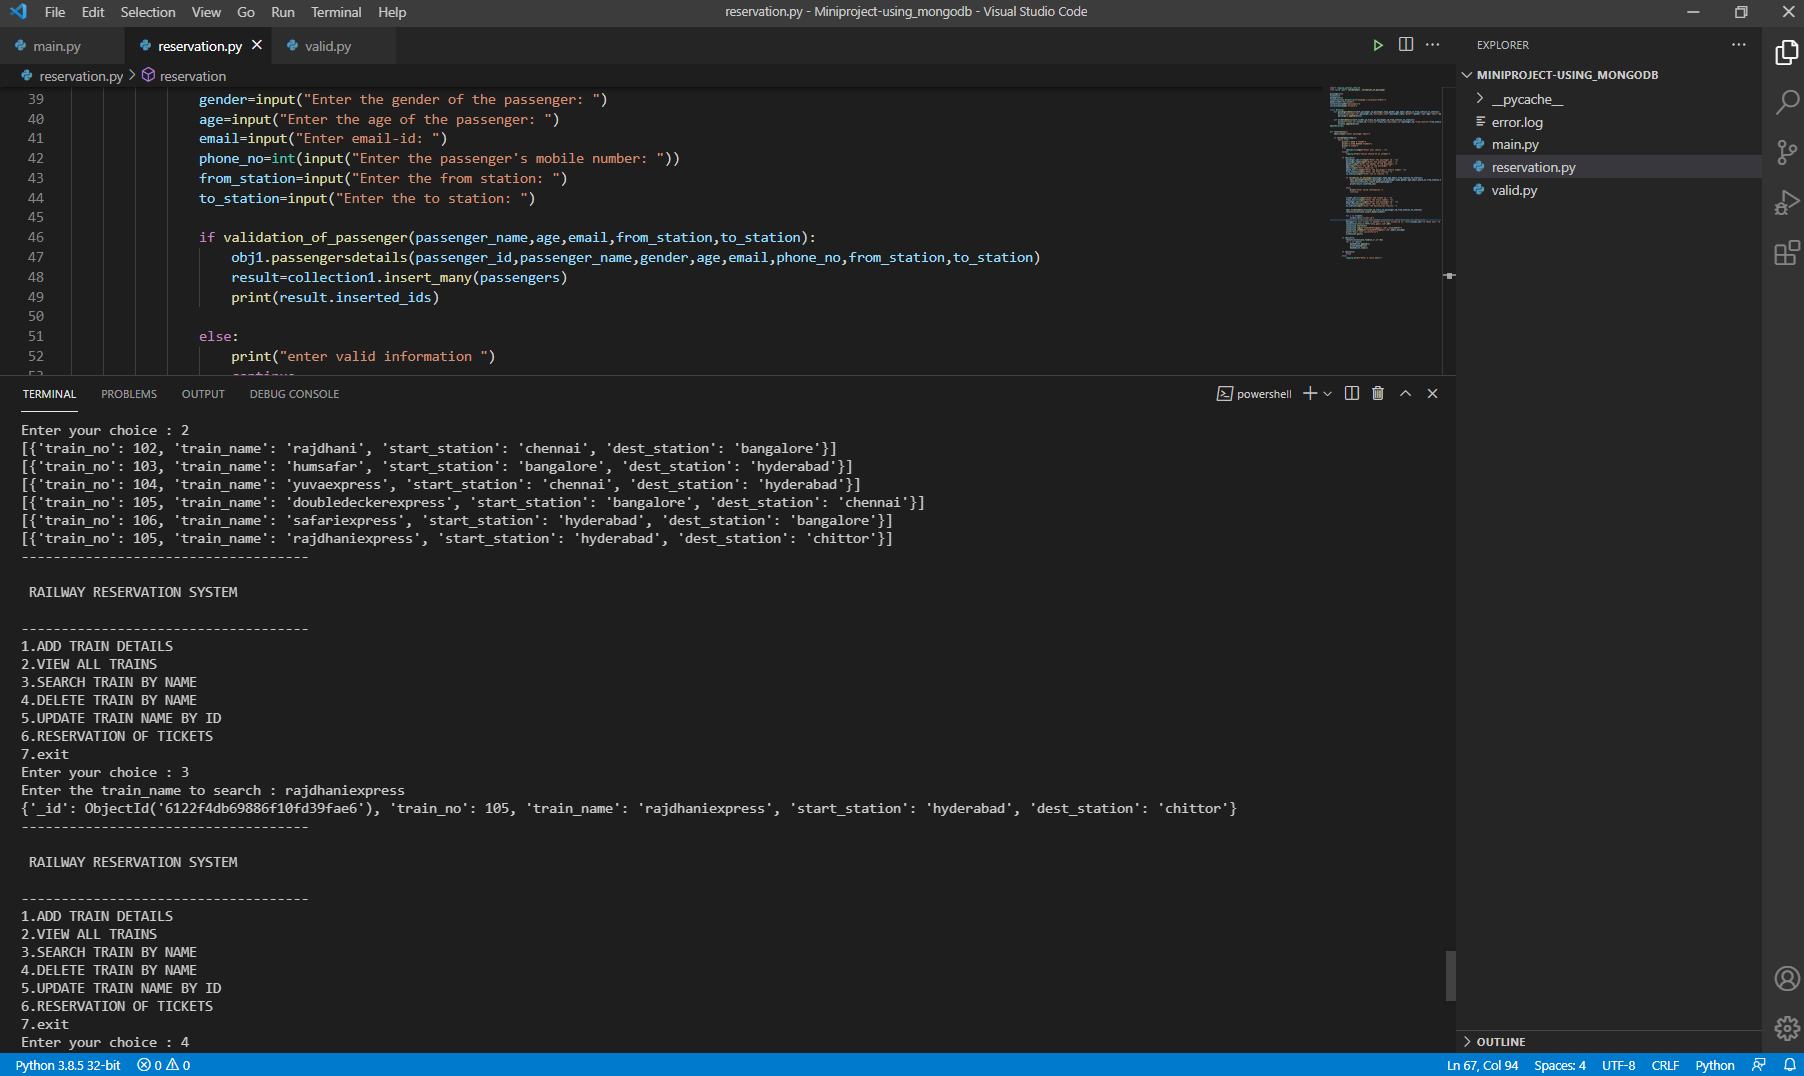 File Edit Selection View Go Run Terminal Help
reservation.py - Miniproject-using_mongodb - Visual Studio Code
main.py reservation.py valid.py
reservation.py > reservation
39 gender=input("Enter the gender of the passenger: ")
40 age=input("Enter the age of the passenger: ")
41 email=input("Enter email-id: ")
42 phone_no=int(input("Enter the passenger's mobile number: "))
43 from_station=input("Enter the from station: ")
44 to_station=input("Enter the to station: ")
45
46 if validation_of_passenger(passenger_name,age,email,from_station,to_station):
47 obj1.passengersdetails(passenger_id,passenger_name,gender,age,email,phone_no,from_station,to_station)
48 result=collection1.insert_many(passengers)
49 print(result.inserted_ids)
50
51 else:
52 print("enter valid information ")
53 continue
TERMINAL PROBLEMS OUTPUT DEBUG CONSOLE
powershell
Enter your choice : 2
[{'train_no': 102, 'train_name': 'rajdhani', 'start_station': 'chennai', 'dest_station': 'bangalore'}]
[{'train_no': 103, 'train_name': 'humsafar', 'start_station': 'bangalore', 'dest_station': 'hyderabad'}]
[{'train_no': 104, 'train_name': 'yuvaexpress', 'start_station': 'chennai', 'dest_station': 'hyderabad'}]
[{'train_no': 105, 'train_name': 'doubledeckerexpress', 'start_station': 'bangalore', 'dest_station': 'chennai'}]
[{'train_no': 106, 'train_name': 'safariexpress', 'start_station': 'hyderabad', 'dest_station': 'bangalore'}]
[{'train_no': 105, 'train_name': 'rajdhaniexpress', 'start_station': 'hyderabad', 'dest_station': 'chittor'}]
------------------------------------
RAILWAY RESERVATION SYSTEM
------------------------------------
1.ADD TRAIN DETAILS
2.VIEW ALL TRAINS
3.SEARCH TRAIN BY NAME
4.DELETE TRAIN BY NAME
5.UPDATE TRAIN NAME BY ID
6.RESERVATION OF TICKETS
7.exit
Enter your choice : 3
Enter the train_name to search : rajdhaniexpress
{'_id': ObjectId('6122f4db69886f10fd39fae6'), 'train_no': 105, 'train_name': 'rajdhaniexpress', 'start_station': 'hyderabad', 'dest_station': 'chittor'}
------------------------------------
RAILWAY RESERVATION SYSTEM
------------------------------------
1.ADD TRAIN DETAILS
2.VIEW ALL TRAINS
3.SEARCH TRAIN BY NAME
4.DELETE TRAIN BY NAME
5.UPDATE TRAIN NAME BY ID
6.RESERVATION OF TICKETS
7.exit
Enter your choice : 4
EXPLORER
MINIPROJECT-USING_MONGODB
__pycache__
error.log
main.py
reservation.py
valid.py
OUTLINE
Python 3.8.5 32-bit 0 0
Ln 67, Col 94 Spaces: 4 UTF-8 CRLF Python